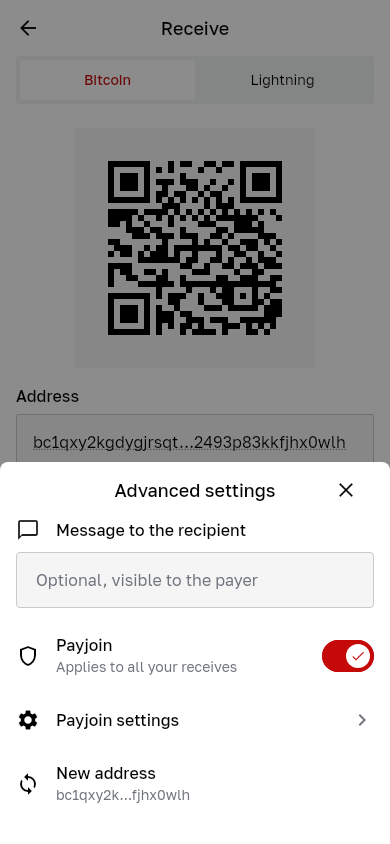 Receive
Bitcoin
Lightning
Address
bc1qxy2kgdygjrsqt...2493p83kkfjhx0wlh
Advanced settings
Message to the recipient
Optional, visible to the payer
Payjoin
Applies to all your receives
Payjoin settings
New address
bc1qxy2k...fjhx0wlh